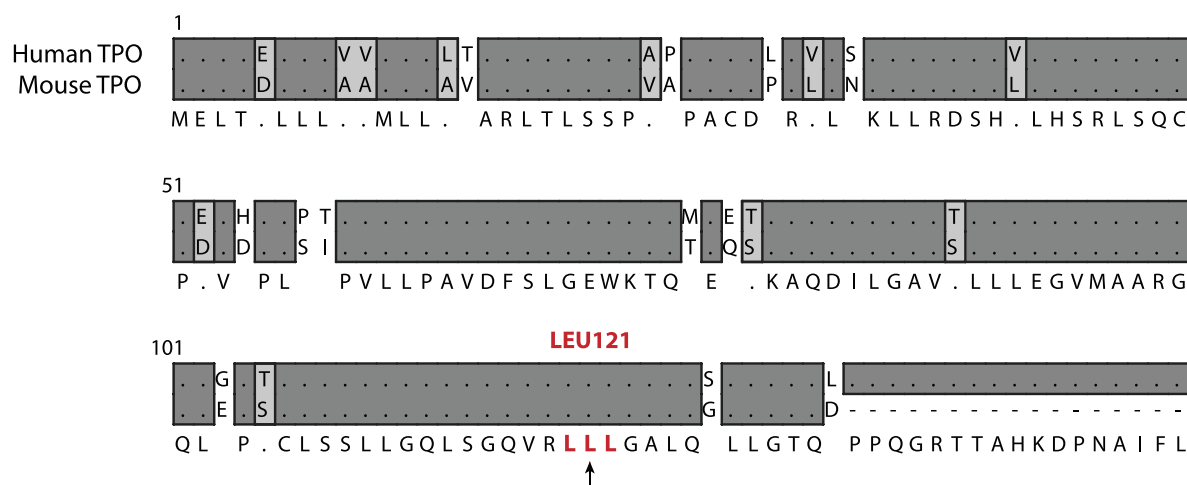 1
Human TPO . . . . E . . . V V . . . L T . . . . . . . . A P . . . . L . V . S . . . . . . . V . . . . . . . .
Mouse TPO . . . . D . . . A A . . . A V . . . . . . . . V A . . . . P . L . N . . . . . . . L . . . . . . . .
M E L T . L L L . . M L L . A R L T L S S P . P A C D R . L K L L R D S H . L H S R L S Q C
51
. E . H . . P T . . . . . . . . . . . . . . . . . M . E T . . . . . . . . . T . . . . . . . . . . .
. D . D . . S I . . . . . . . . . . . . . . . . . T . Q S . . . . . . . . . S . . . . . . . . . . .
P . V P L P V L L P A V D F S L G E W K T Q E . K A Q D I L G A V . L L L E G V M A A R G
LEU121
101
. . G . T . . . . . . . . . . . . . . . . . . . . . S . . . . . L . . . . . . . . . . . . . . . . .
. . E . S . . . . . . . . . . . . . . . . . . . . . G . . . . . D - - - - - - - - - - - - - - - - -
Q L P . C L S S L L G Q L S G Q V R L L L G A L Q L L G T Q P P Q G R T T A H K D P N A I F L